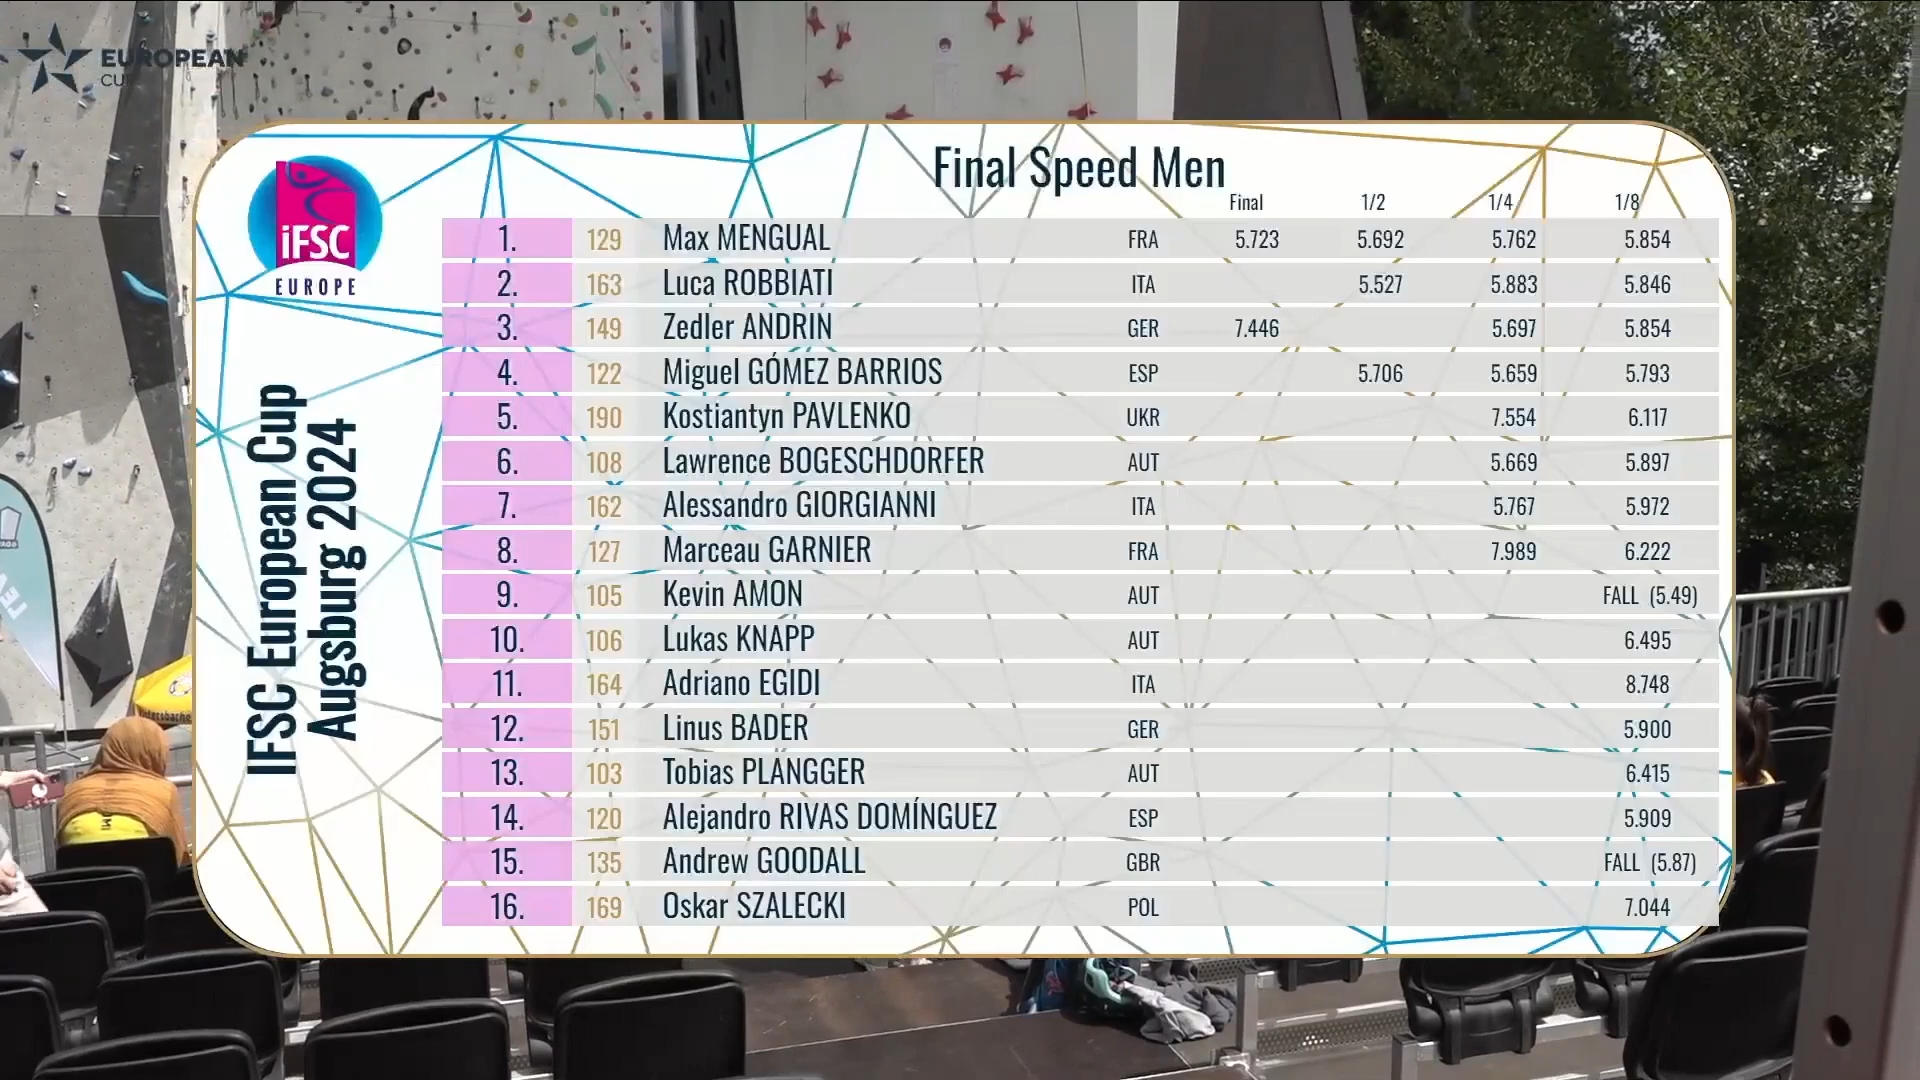 EUROPEAN
CUP
iFSC
EUROPE
IFSC European Cup
Augsburg 2024
Final Speed Men
Final 1/2 1/4 1/8
1. 129 Max MENGUAL FRA 5.723 5.692 5.762 5.854
2. 163 Luca ROBBIATI ITA 5.527 5.883 5.846
3. 149 Zedler ANDRIN GER 7.446 5.697 5.854
4. 122 Miguel GÓMEZ BARRIOS ESP 5.706 5.659 5.793
5. 190 Kostiantyn PAVLENKO UKR 7.554 6.117
6. 108 Lawrence BOGESCHDORFER AUT 5.669 5.897
7. 162 Alessandro GIORGIANNI ITA 5.767 5.972
8. 127 Marceau GARNIER FRA 7.989 6.222
9. 105 Kevin AMON AUT FALL (5.49)
10. 106 Lukas KNAPP AUT 6.495
11. 164 Adriano EGIDI ITA 8.748
12. 151 Linus BADER GER 5.900
13. 103 Tobias PLANGGER AUT 6.415
14. 120 Alejandro RIVAS DOMÍNGUEZ ESP 5.909
15. 135 Andrew GOODALL GBR FALL (5.87)
16. 169 Oskar SZALECKI POL 7.044